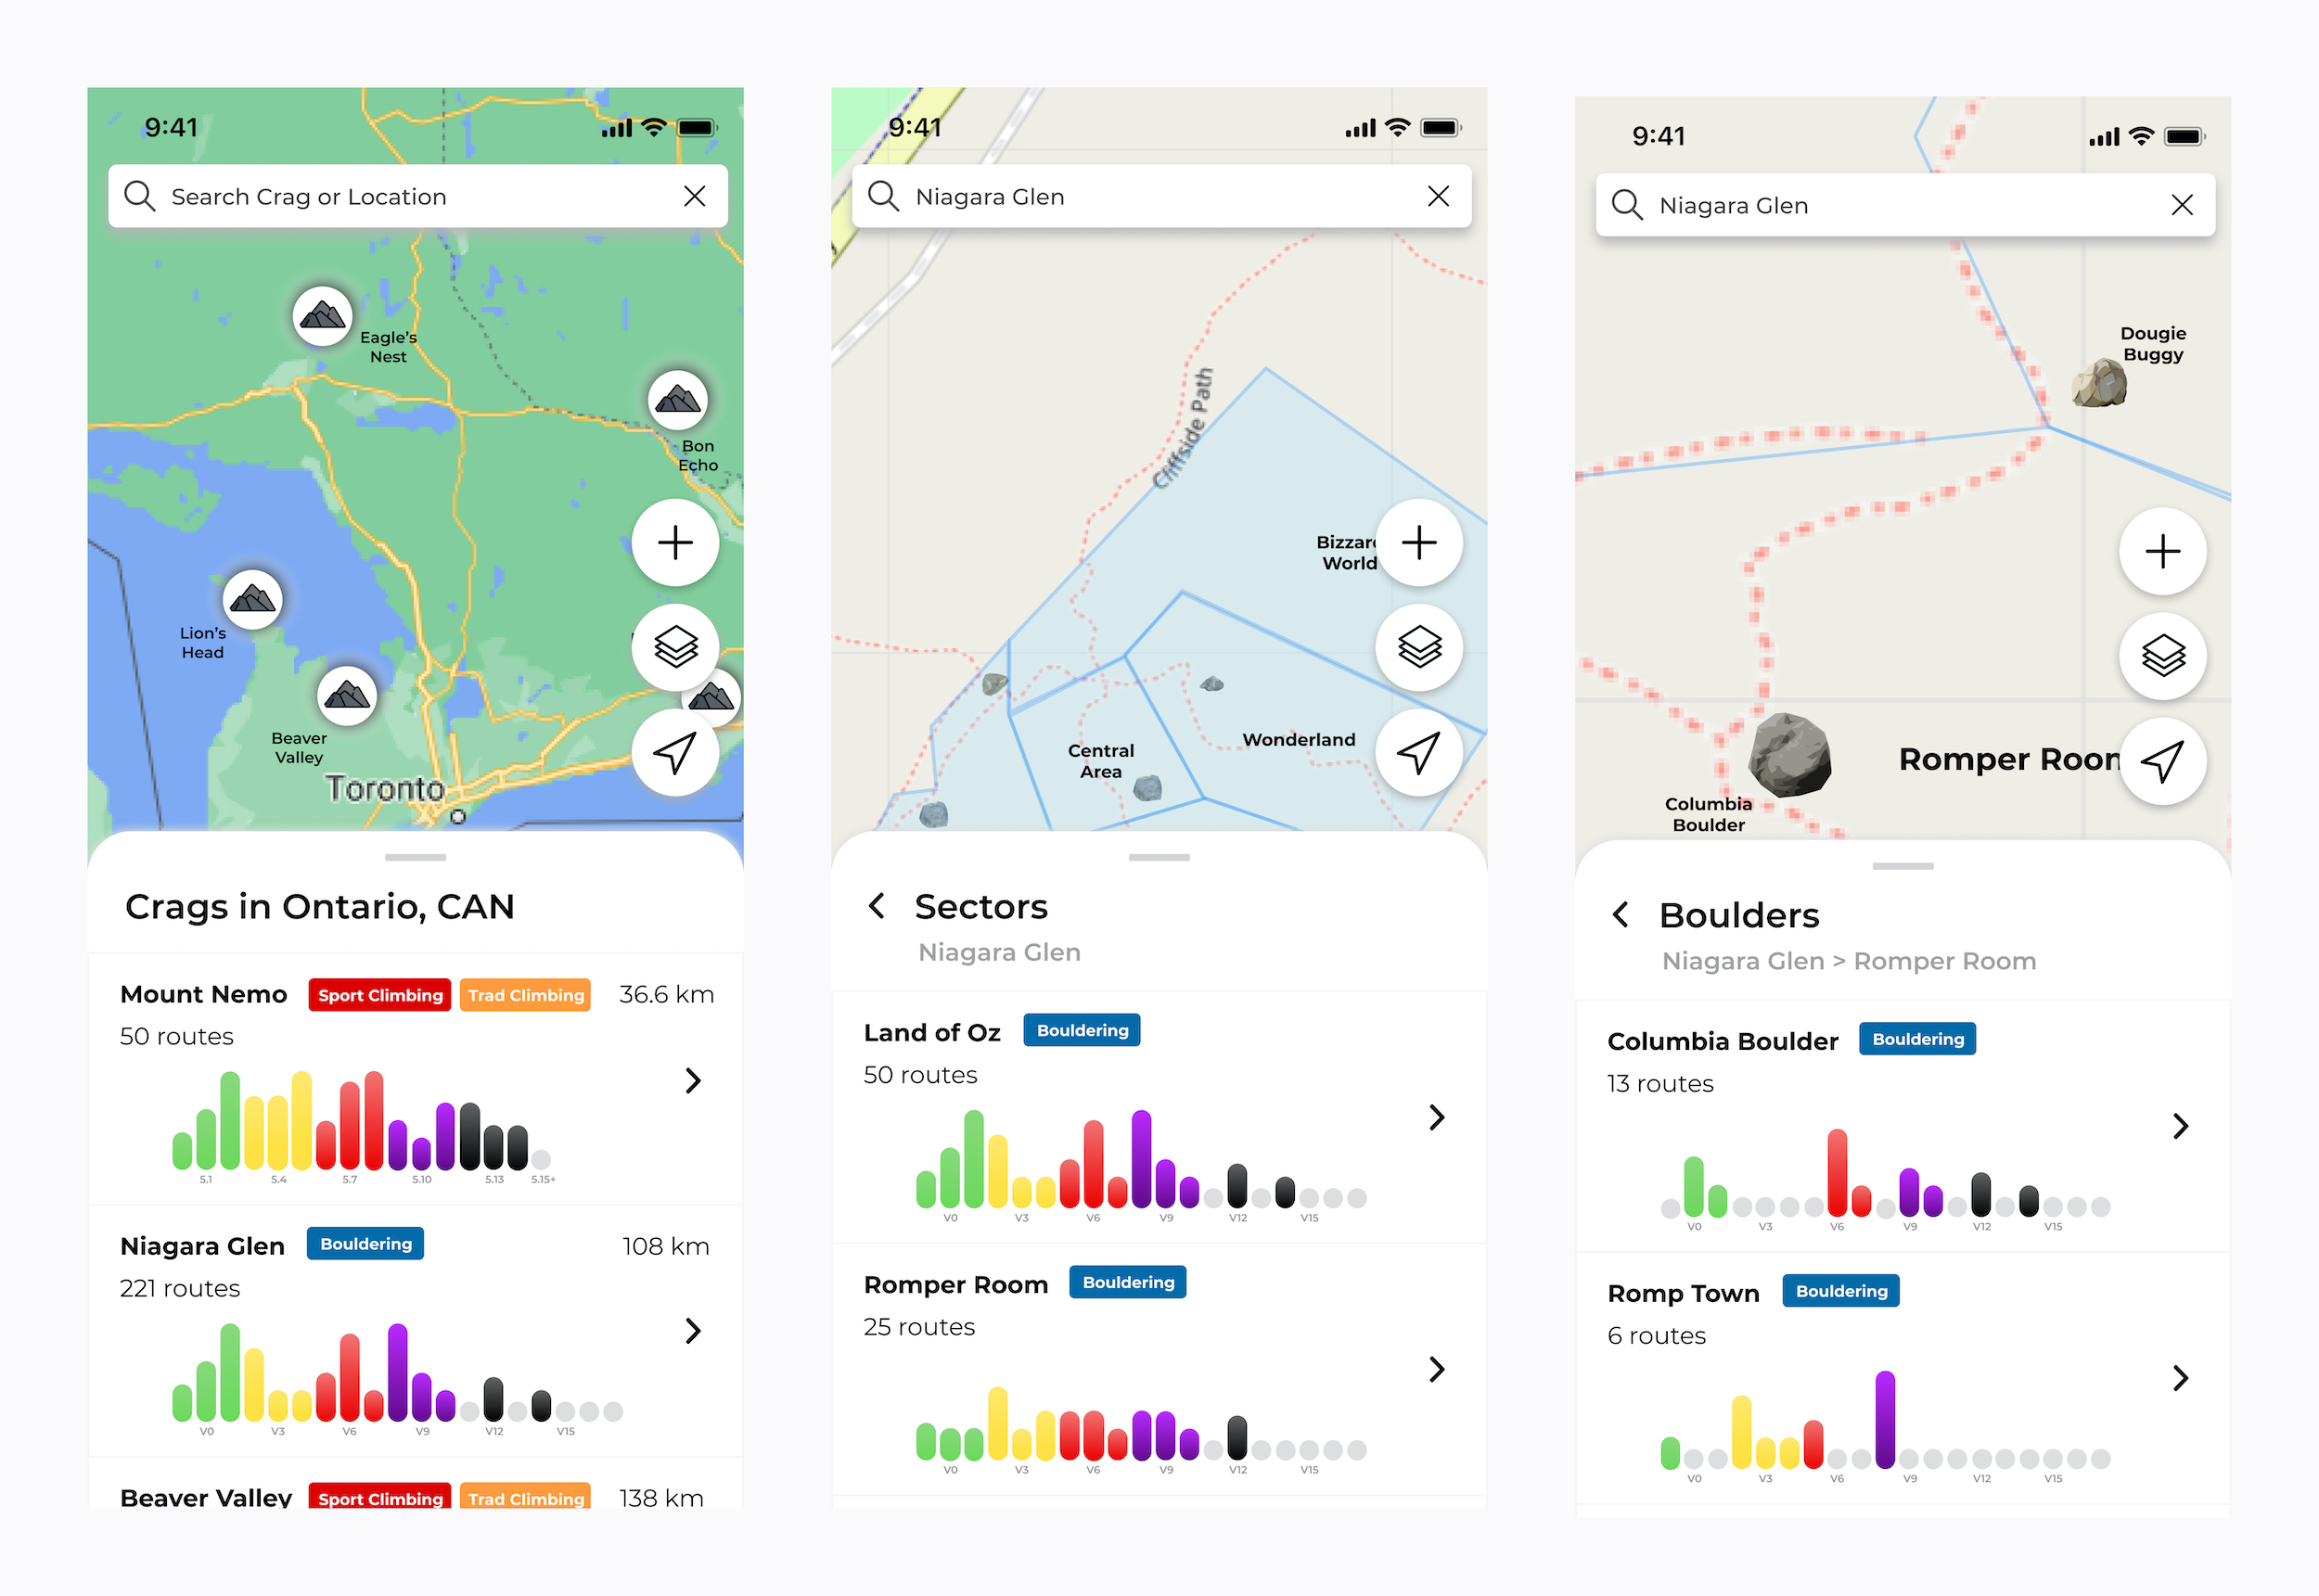 9:41
Search Crag or Location
Eagle's
Nest
Bon
Echo
Lion's
Head
Beaver
Valley
Toronto
Crags in Ontario, CAN
Mount Nemo
Sport Climbing
Trad Climbing
36.6 km
50 routes
5.1 5.4 5.7 5.10 5.13 5.15+
Niagara Glen
Bouldering
108 km
221 routes
V0 V3 V6 V9 V12 V15
Beaver Valley
Sport Climbing
Trad Climbing
138 km
9:41
Niagara Glen
Cliffside Path
Bizzar
World
Wonderland
Central
Area
Sectors
Niagara Glen
Land of Oz
Bouldering
50 routes
V0 V3 V6 V9 V12 V15
Romper Room
Bouldering
25 routes
V0 V3 V6 V9 V12 V15
9:41
Niagara Glen
Dougie
Buggy
Romper Room
Columbia
Boulder
Boulders
Niagara Glen > Romper Room
Columbia Boulder
Bouldering
13 routes
V0 V3 V6 V9 V12 V15
Romp Town
Bouldering
6 routes
V0 V3 V6 V9 V12 V15